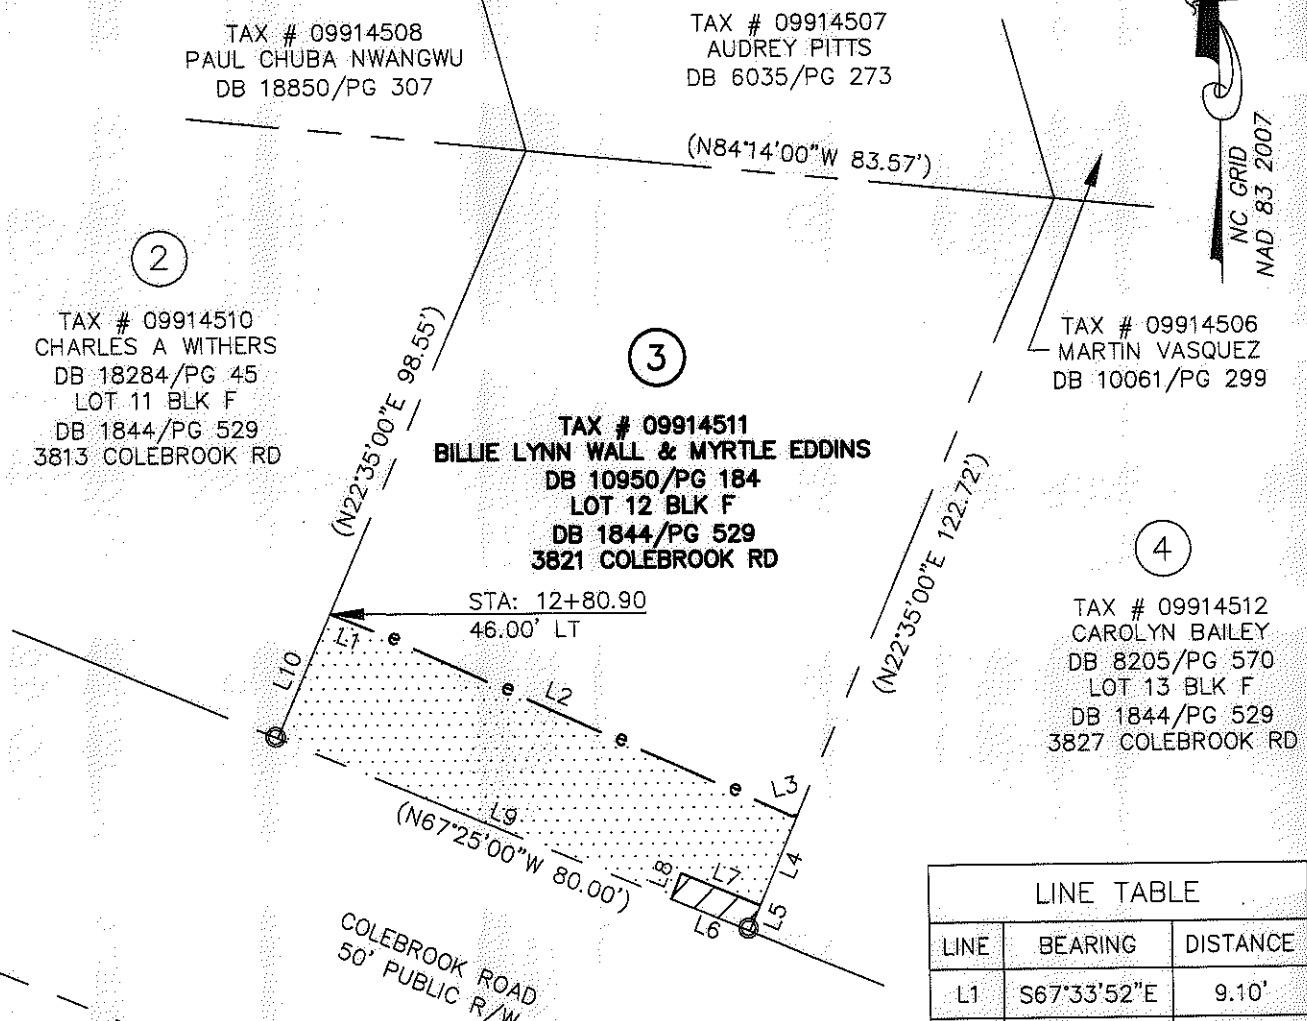 TAX # 09914508
PAUL CHUBA NWANGWU
DB 18850/PG 307
TAX # 09914507
AUDREY PITTS
DB 6035/PG 273
(N84°14'00"W 83.57')
NC GRID
NAD 83 2007
2
TAX # 09914510
CHARLES A WITHERS
DB 18284/PG 45
LOT 11 BLK F
DB 1844/PG 529
3813 COLEBROOK RD
(N22°35'00"E 98.55')
3
TAX # 09914511
BILLIE LYNN WALL & MYRTLE EDDINS
DB 10950/PG 184
LOT 12 BLK F
DB 1844/PG 529
3821 COLEBROOK RD
TAX # 09914506
MARTIN VASQUEZ
DB 10061/PG 299
(N22°35'00"E 122.72')
4
TAX # 09914512
CAROLYN BAILEY
DB 8205/PG 570
LOT 13 BLK F
DB 1844/PG 529
3827 COLEBROOK RD
STA: 12+80.90
46.00' LT
L1
e
L10
e
L2
e
e
L3
L9
(N67°25'00"W 80.00')
L4
L8
L7
L5
L6
COLEBROOK ROAD
50' PUBLIC R/W
LINE TABLE
LINE BEARING DISTANCE
L1 S67°33'52"E 9.10'